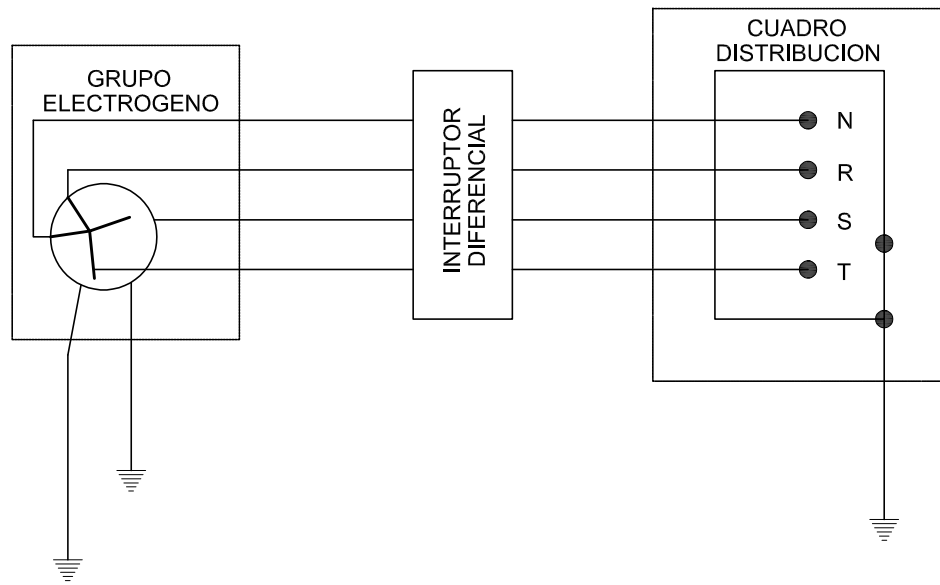 GRUPO
ELECTROGENO
INTERRUPTOR
DIFERENCIAL
CUADRO
DISTRIBUCION
N
R
S
T